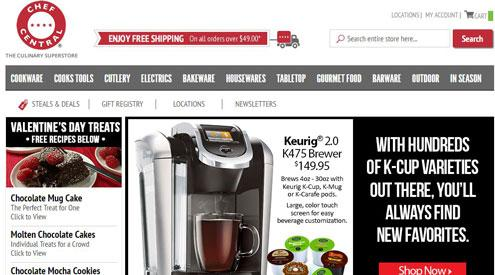 CHEF
CENTRAL
THE CULINARY SUPERSTORE
ENJOY FREE SHIPPING On all orders over $49.00*
LOCATIONS | MY ACCOUNT | CART
Search entire store here...
Search
COOKWARE COOKS TOOLS CUTLERY ELECTRICS BAKEWARE HOUSEWARES TABLETOP GOURMET FOOD BARWARE OUTDOOR IN SEASON
STEALS & DEALS GIFT REGISTRY LOCATIONS NEWSLETTERS
VALENTINE'S DAY TREATS
• FREE RECIPES BELOW •
Chocolate Mug Cake
The Perfect Treat for One
Click to View
Molten Chocolate Cakes
Individual Treats for a Crowd
Click to View
Chocolate Mocha Cookies
Keurig® 2.0
K475 Brewer
$149.95
Brews 4oz - 30oz with
Keurig K-Cup, K-Mug
or K-Carafe pods.
Large, color touch
screen for easy
beverage customization.
WITH HUNDREDS
OF K-CUP VARIETIES
OUT THERE, YOU'LL
ALWAYS FIND
NEW FAVORITES.
Shop Now >